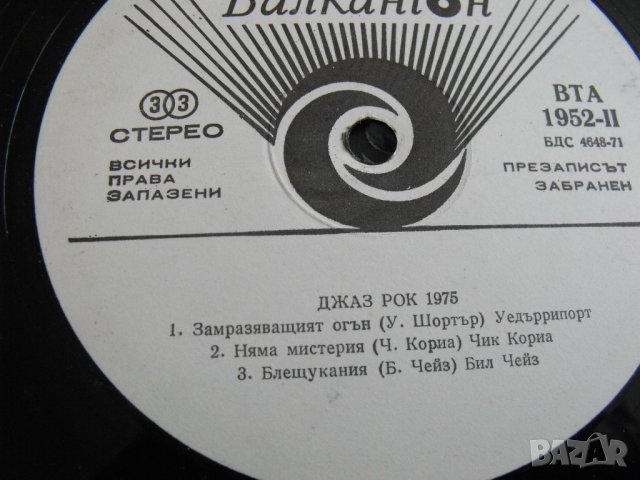 Балкантон
33
СТЕРЕО
ВСИЧКИ
ПРАВА
ЗАПАЗЕНИ
ВТА
1952-II
БДС 4648-71
ПРЕЗАПИСЪТ
ЗАБРАНЕН
ДЖАЗ РОК 1975
1. Замразяващият огън (У. Шортър) Уедъррипорт
2. Няма мистерия (Ч. Кориа) Чик Кориа
3. Блещукания (Б. Чейз) Бил Чейз
BAZAR